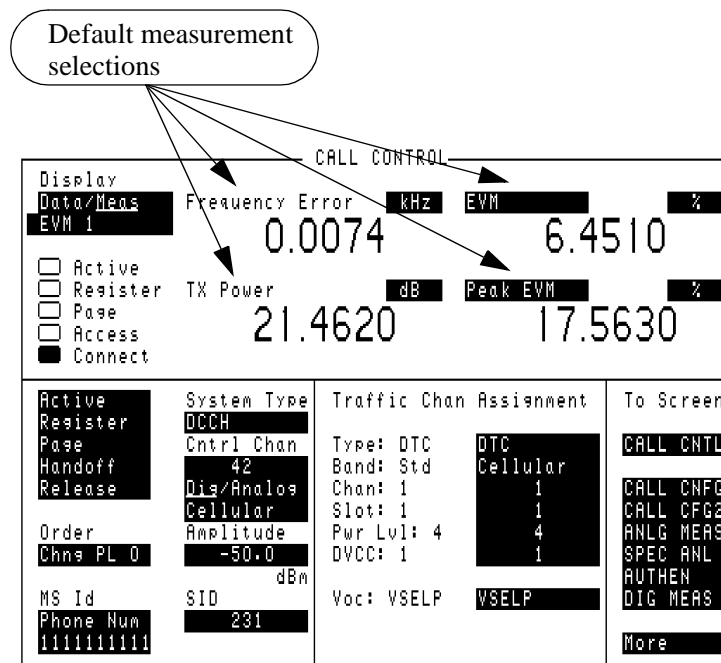 Default measurement
selections
CALL CONTROL
Display
Data/Meas
EVM 1
Frequency Error kHz
0.0074
EVM %
6.4510
Active
Register
Page
Access
Connect
TX Power dB
21.4620
Peak EVM %
17.5630
Active
Register
Page
Handoff
Release
Order
Chng PL 0
MS Id
Phone Num
1111111111
System Type
DCCH
Cntrl Chan
42
Dig/Analog
Cellular
Amplitude
-50.0
dBm
SID
231
Traffic Chan Assignment
Type: DTC DTC
Band: Std Cellular
Chan: 1 1
Slot: 1 1
Pwr Lvl: 4 4
DVCC: 1 1
Voc: VSELP VSELP
To Screen
CALL CNTL
CALL CNFG
CALL CFG2
ANLG MEAS
SPEC ANL
AUTHEN
DIG MEAS
More